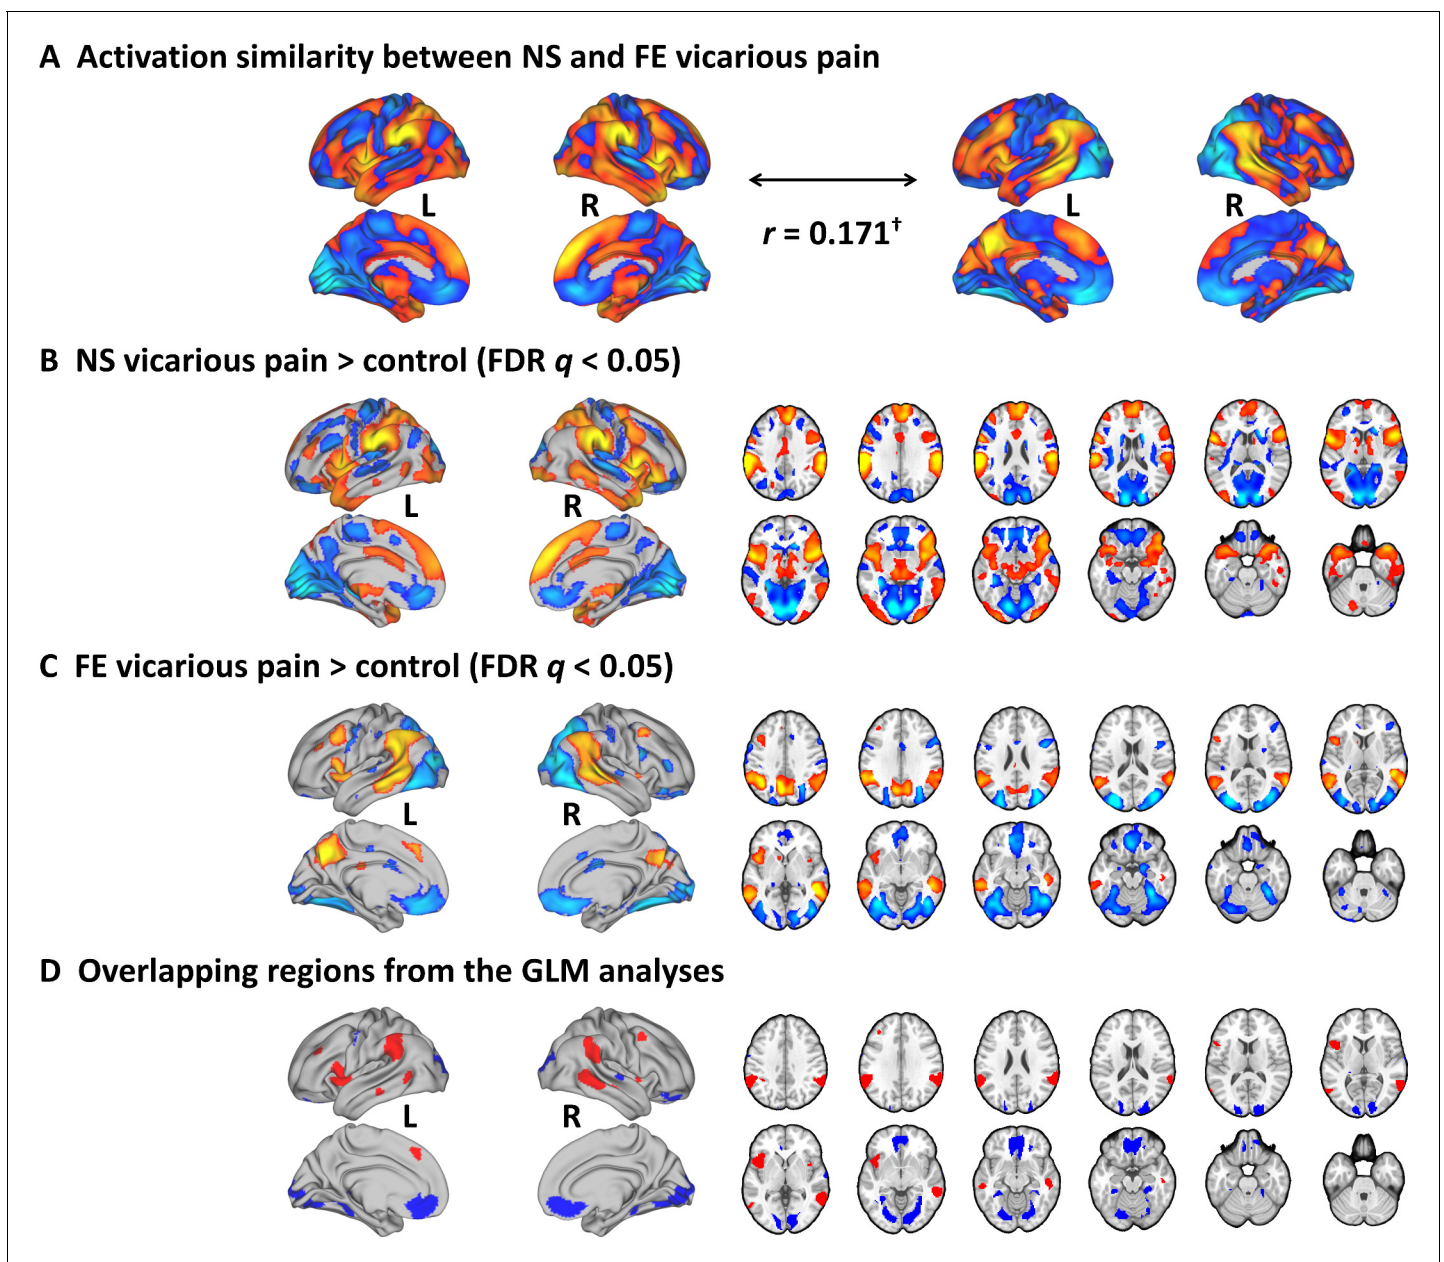 A Activation similarity between NS and FE vicarious pain
L R L R
r = 0.171†
B NS vicarious pain > control (FDR q < 0.05)
L R
C FE vicarious pain > control (FDR q < 0.05)
L R
D Overlapping regions from the GLM analyses
L R